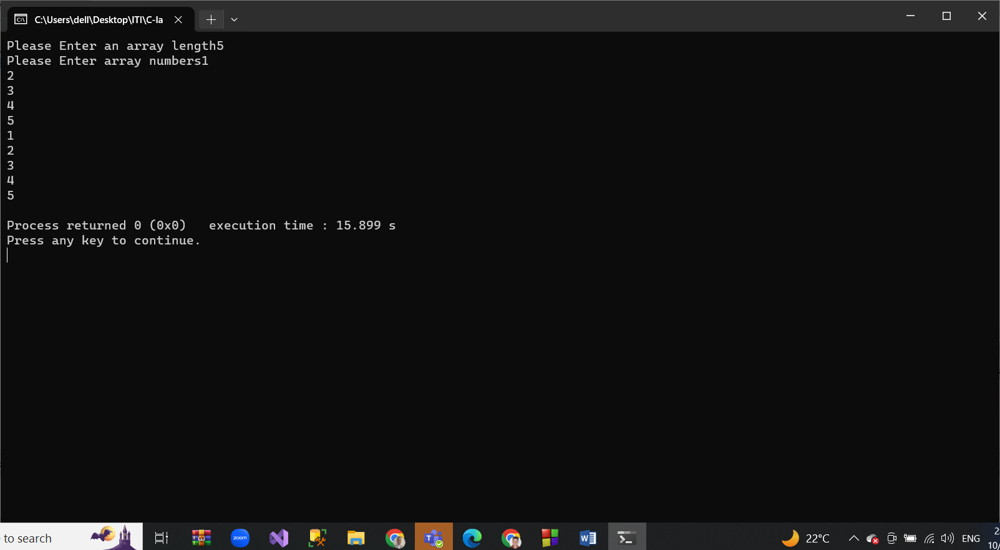 C:\Users\dell\Desktop\ITI\C-la
Please Enter an array length5
Please Enter array numbers1
2
3
4
5
1
2
3
4
5
Process returned 0 (0x0)   execution time : 15.899 s
Press any key to continue.
to search
zoom
22°C
ENG
10/